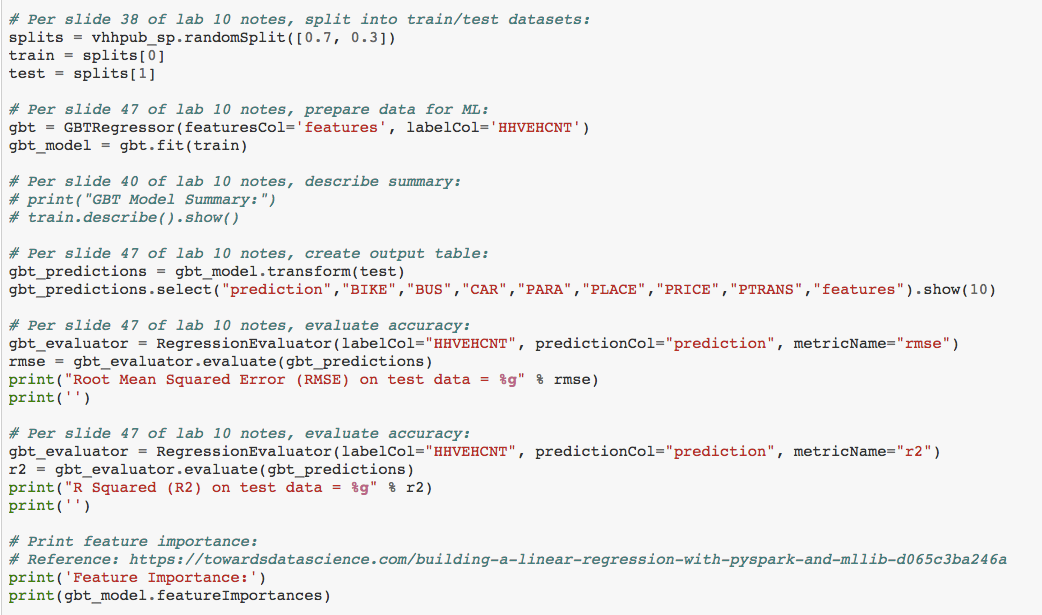 # Per slide 38 of lab 10 notes, split into train/test datasets:
splits = vhhpub_sp.randomSplit([0.7, 0.3])
train = splits[0]
test = splits[1]
# Per slide 47 of lab 10 notes, prepare data for ML:
gbt = GBTRegressor(featuresCol='features', labelCol='HHVEHCNT')
gbt_model = gbt.fit(train)
# Per slide 40 of lab 10 notes, describe summary:
# print("GBT Model Summary:")
# train.describe().show()
# Per slide 47 of lab 10 notes, create output table:
gbt_predictions = gbt_model.transform(test)
gbt_predictions.select("prediction","BIKE","BUS","CAR","PARA","PLACE","PRICE","PTRANS","features").show(10)
# Per slide 47 of lab 10 notes, evaluate accuracy:
gbt_evaluator = RegressionEvaluator(labelCol="HHVEHCNT", predictionCol="prediction", metricName="rmse")
rmse = gbt_evaluator.evaluate(gbt_predictions)
print("Root Mean Squared Error (RMSE) on test data = %g" % rmse)
print('')
# Per slide 47 of lab 10 notes, evaluate accuracy:
gbt_evaluator = RegressionEvaluator(labelCol="HHVEHCNT", predictionCol="prediction", metricName="r2")
r2 = gbt_evaluator.evaluate(gbt_predictions)
print("R Squared (R2) on test data = %g" % r2)
print('')
# Print feature importance:
# Reference: https://towardsdatascience.com/building-a-linear-regression-with-pyspark-and-mllib-d065c3ba246a
print('Feature Importance:')
print(gbt_model.featureImportances)